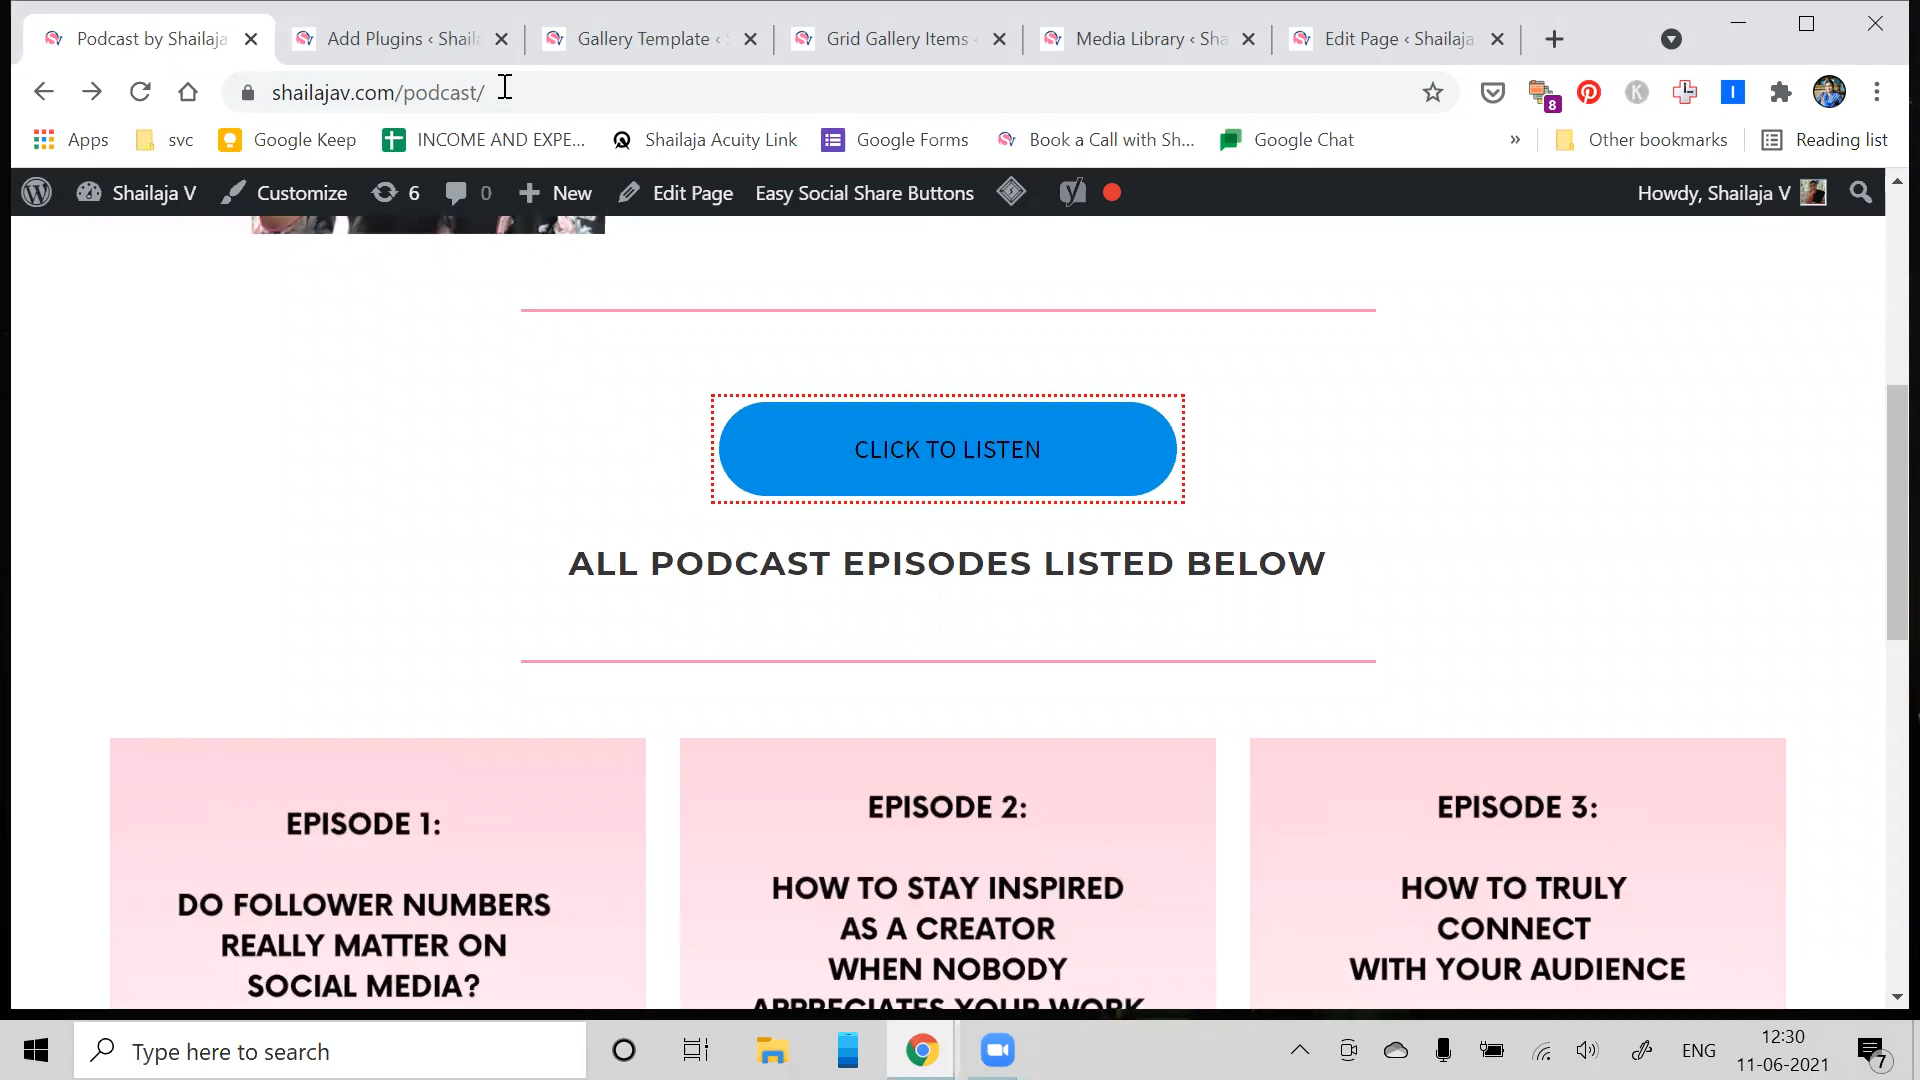 Podcast by Shailaja
Add Plugins ‹ Shaila
Gallery Template ‹
Grid Gallery Items ‹
Media Library ‹ Sha
Edit Page ‹ Shailaja
shailajav.com/podcast/
8
Apps
svc
Google Keep
INCOME AND EXPE...
Shailaja Acuity Link
Google Forms
Book a Call with Sh...
Google Chat
»
Other bookmarks
Reading list
Shailaja V
Customize
6
0
New
Edit Page
Easy Social Share Buttons
Howdy, Shailaja V
CLICK TO LISTEN
ALL PODCAST EPISODES LISTED BELOW
EPISODE 1:
DO FOLLOWER NUMBERS
REALLY MATTER ON
SOCIAL MEDIA?
EPISODE 2:
HOW TO STAY INSPIRED
AS A CREATOR
WHEN NOBODY
APPRECIATES YOUR WORK
EPISODE 3:
HOW TO TRULY
CONNECT
WITH YOUR AUDIENCE
Type here to search
ENG
12:30
11-06-2021
7